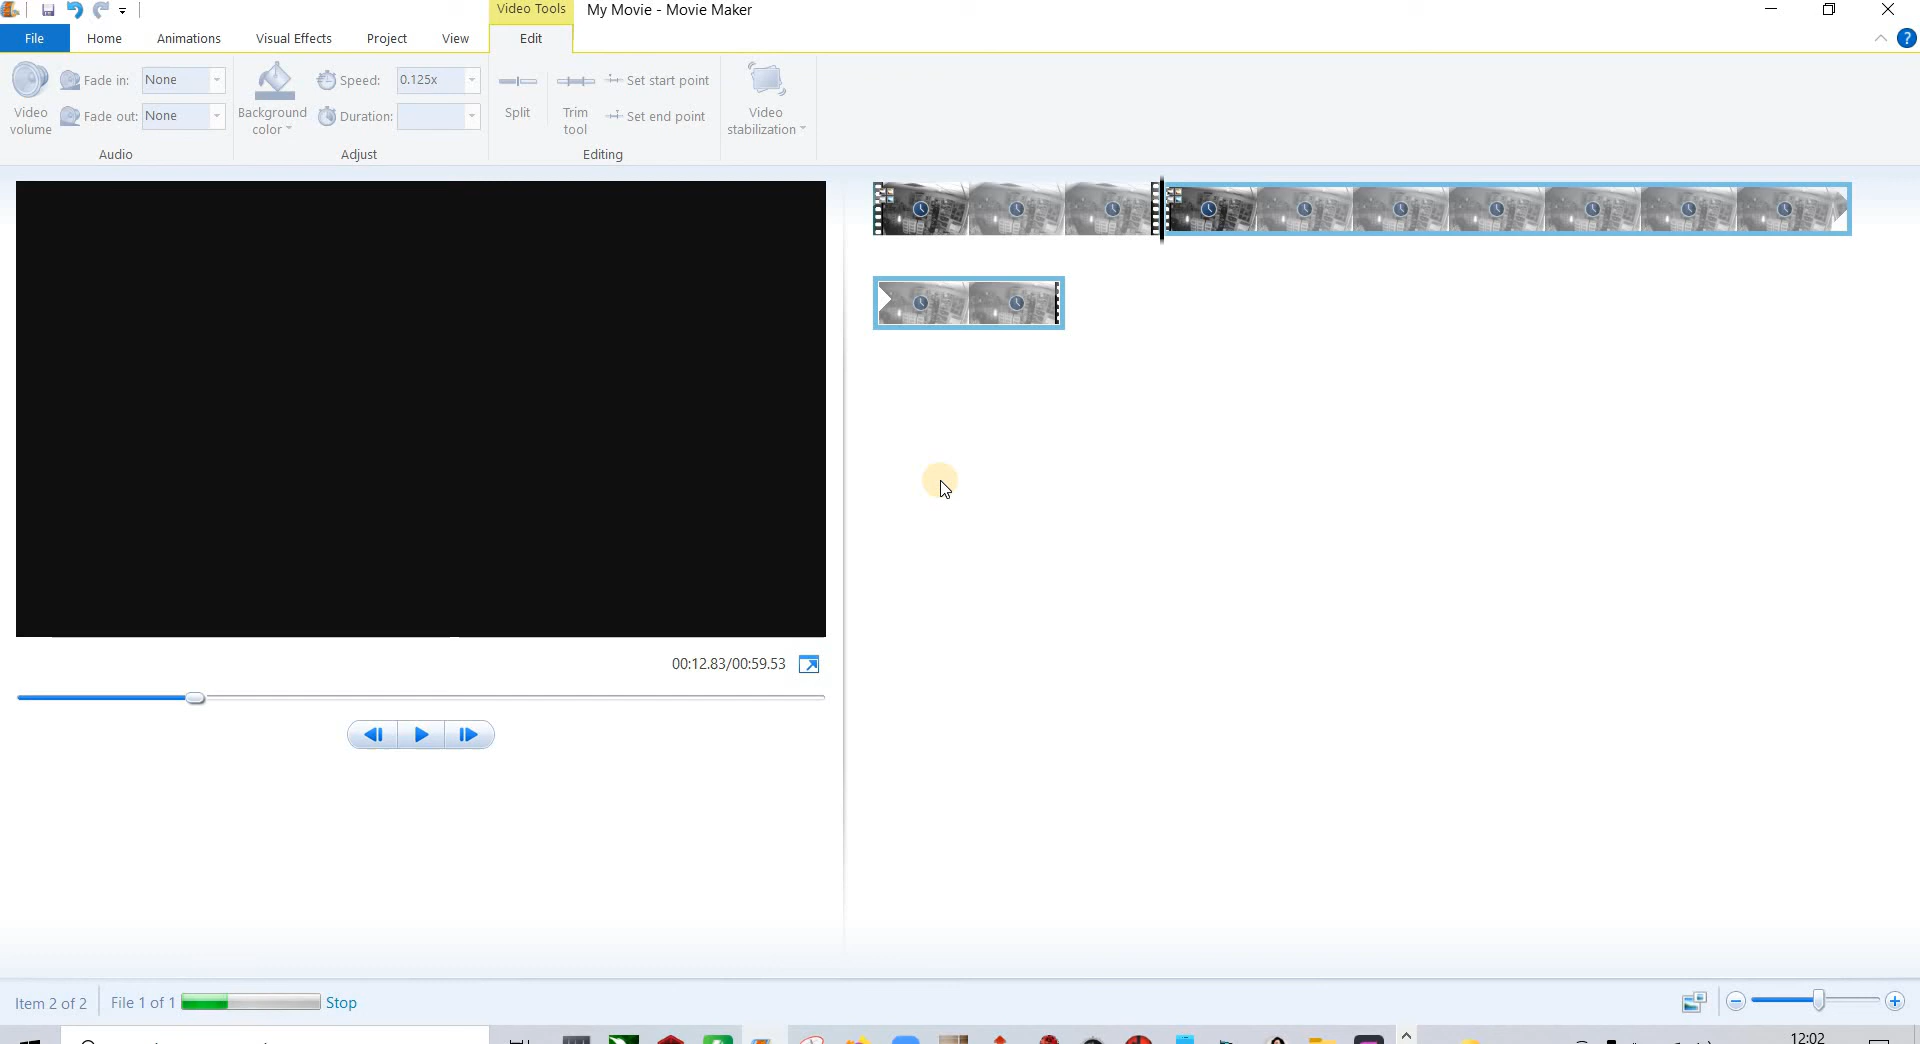 Video Tools
My Movie - Movie Maker
File
Home
Animations
Visual Effects
Project
View
Edit
?
Video volume
Fade in:
None
Fade out:
None
Audio
Background color
Speed:
0.125x
Duration:
Adjust
Split
Trim tool
Set start point
Set end point
Editing
Video stabilization
00:12.83/00:59.53
Item 2 of 2
File 1 of 1
Stop
12:02